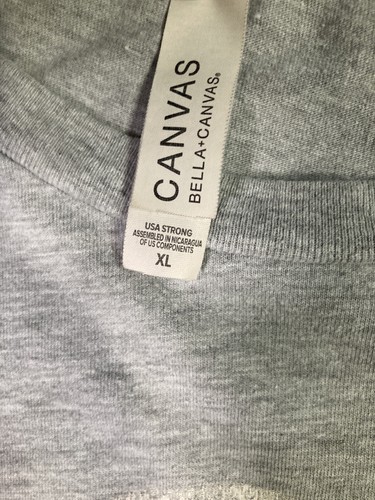 CANVAS
BELLA+CANVAS®
USA STRONG
ASSEMBLED IN NICARAGUA
OF US COMPONENTS
XL